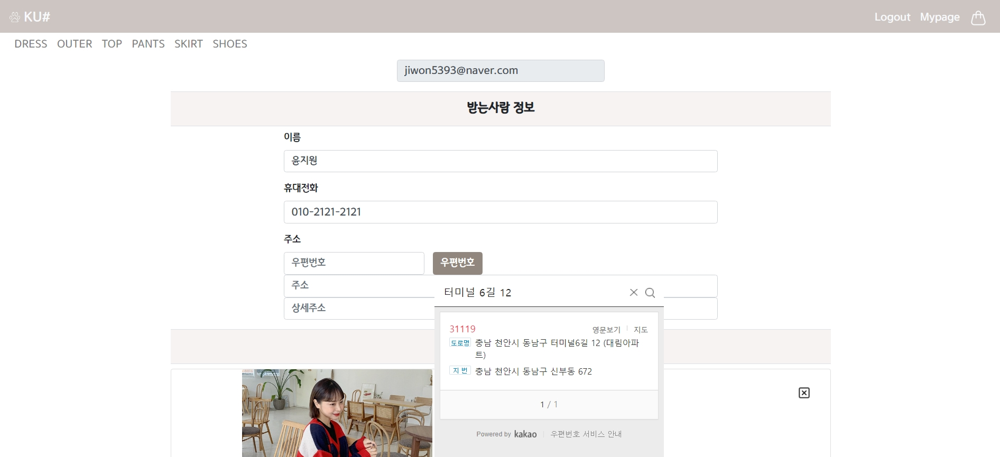 KU#
Logout Mypage
DRESS OUTER TOP PANTS SKIRT SHOES
jiwon5393@naver.com
받는사람 정보
이름
윤지원
휴대전화
010-2121-2121
주소
우편번호 우편번호
주소
상세주소
터미널 6길 12
31119 영문보기 지도
도로명 충남 천안시 동남구 터미널6길 12 (대림아파
트)
지 번 충남 천안시 동남구 신부동 672
1 / 1
Powered by kakao 우편번호 서비스 안내